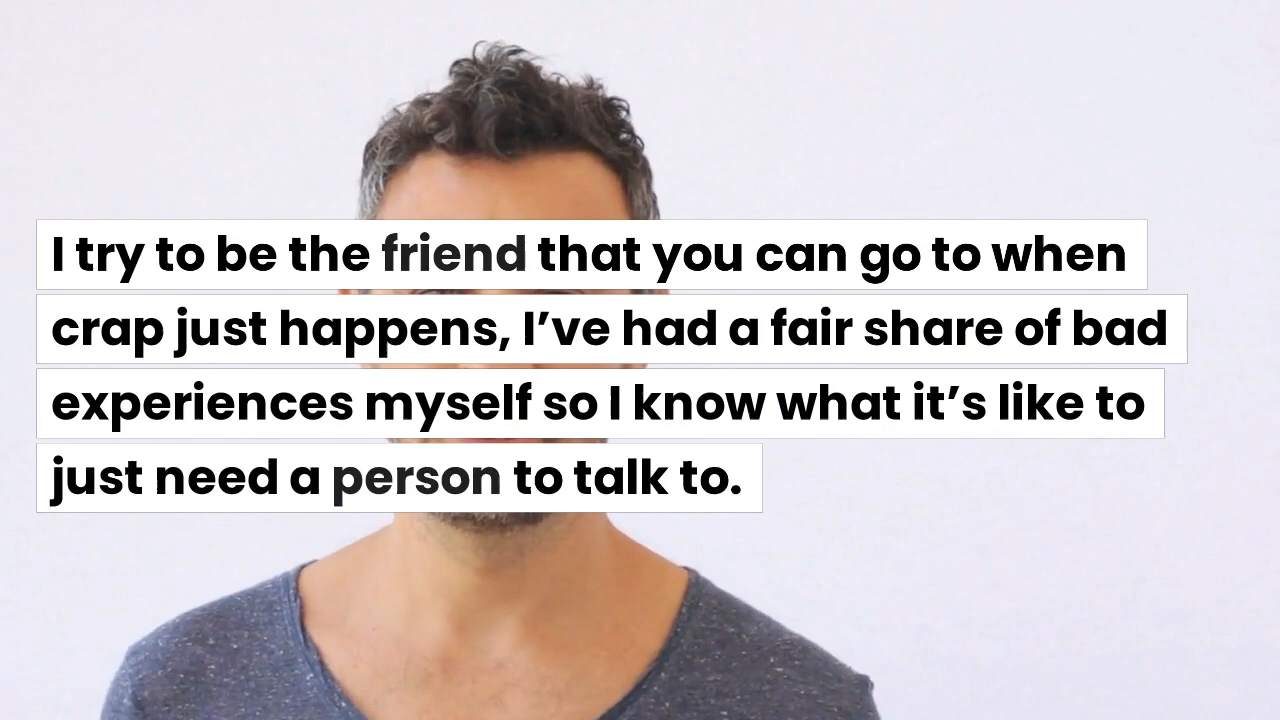 I try to be the friend that you can go to when
crap just happens, I’ve had a fair share of bad
experiences myself so I know what it’s like to
just need a person to talk to.